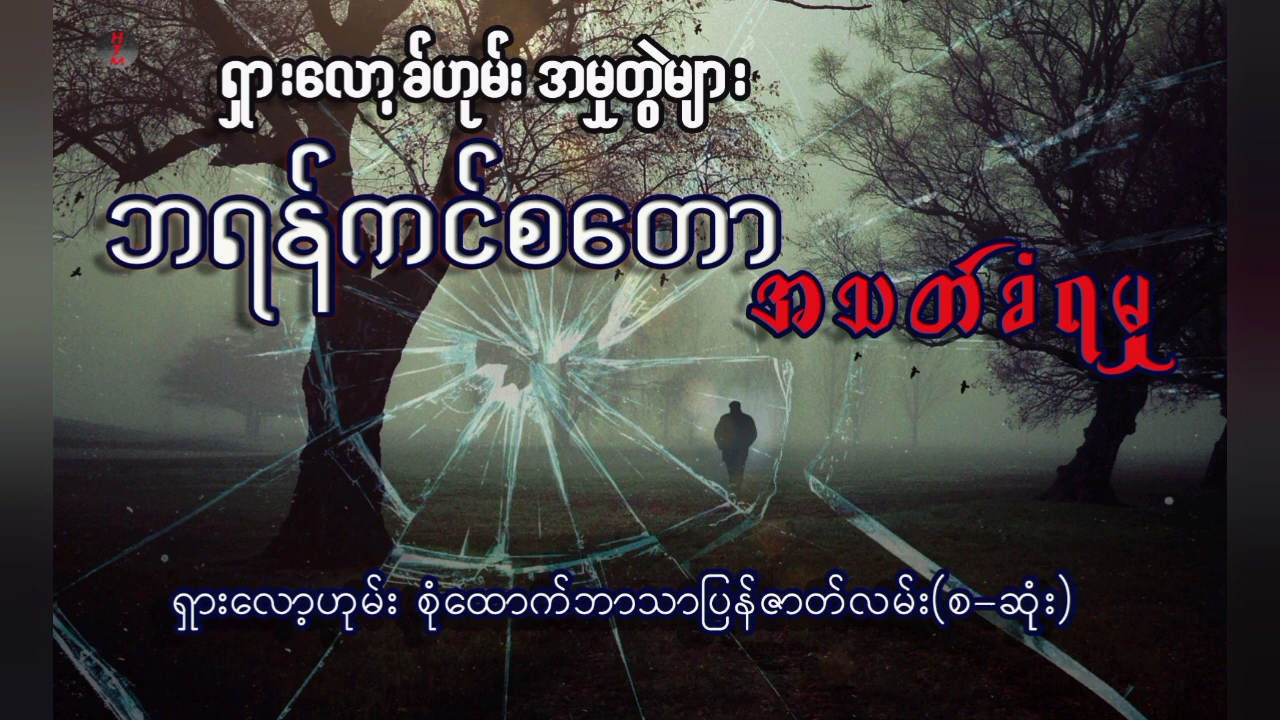 HTM
ရှားလော့ခ်ဟုမ်း အမှုတွဲများ
ဘရန်ကင်စတော
အသတ်ခံရမှု
ရှားလော့ဟုမ်း စုံထောက်ဘာသာပြန်ဇာတ်လမ်း(စ-ဆုံး)